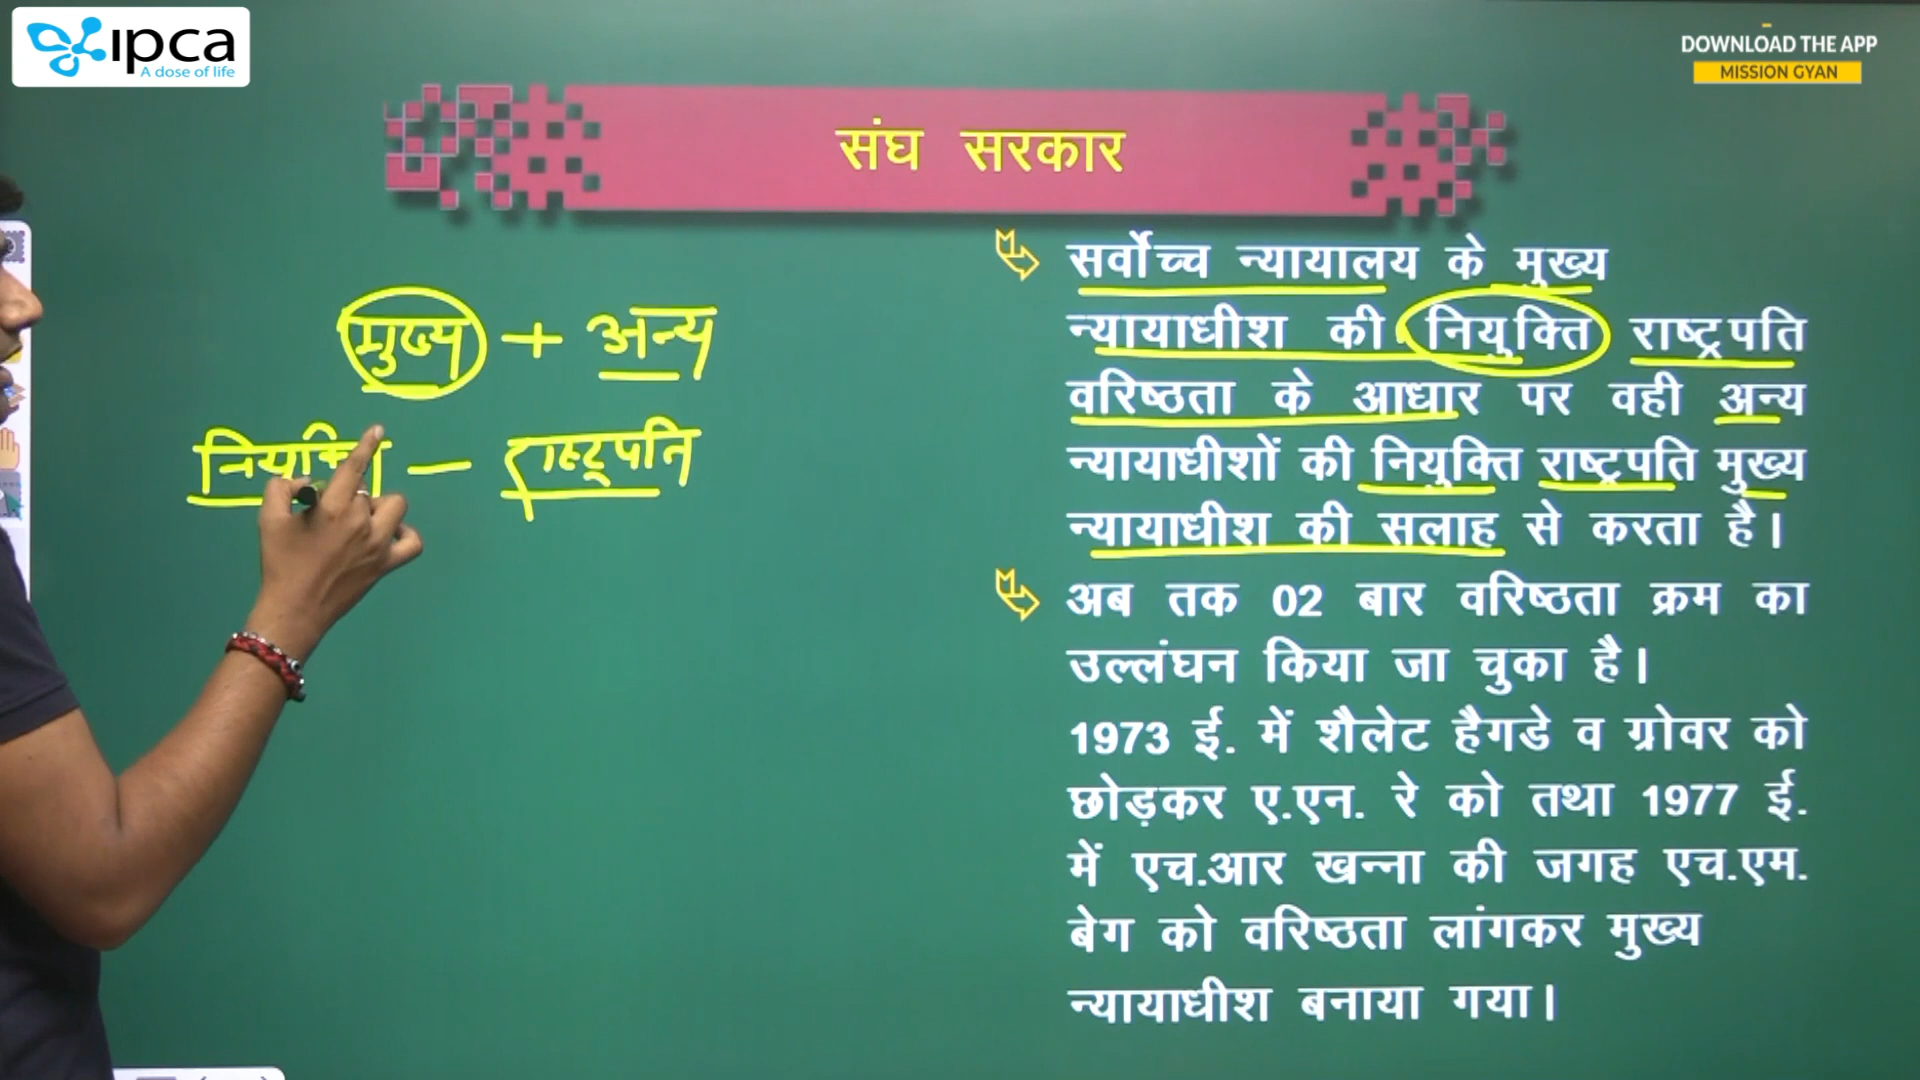 ipca
A dose of life
DOWNLOAD THE APP
MISSION GYAN
संघ सरकार
मुख्य + अन्य
नियुक्ति — राष्ट्रपति
सर्वोच्च न्यायालय के मुख्य
न्यायाधीश की नियुक्ति राष्ट्रपति
वरिष्ठता के आधार पर वही अन्य
न्यायाधीशों की नियुक्ति राष्ट्रपति मुख्य
न्यायाधीश की सलाह से करता है।
अब तक 02 बार वरिष्ठता क्रम का
उल्लंघन किया जा चुका है।
1973 ई. में शैलेट हैगडे व ग्रोवर को
छोड़कर ए.एन. रे को तथा 1977 ई.
में एच.आर खन्ना की जगह एच.एम.
बेग को वरिष्ठता लांगकर मुख्य
न्यायाधीश बनाया गया।